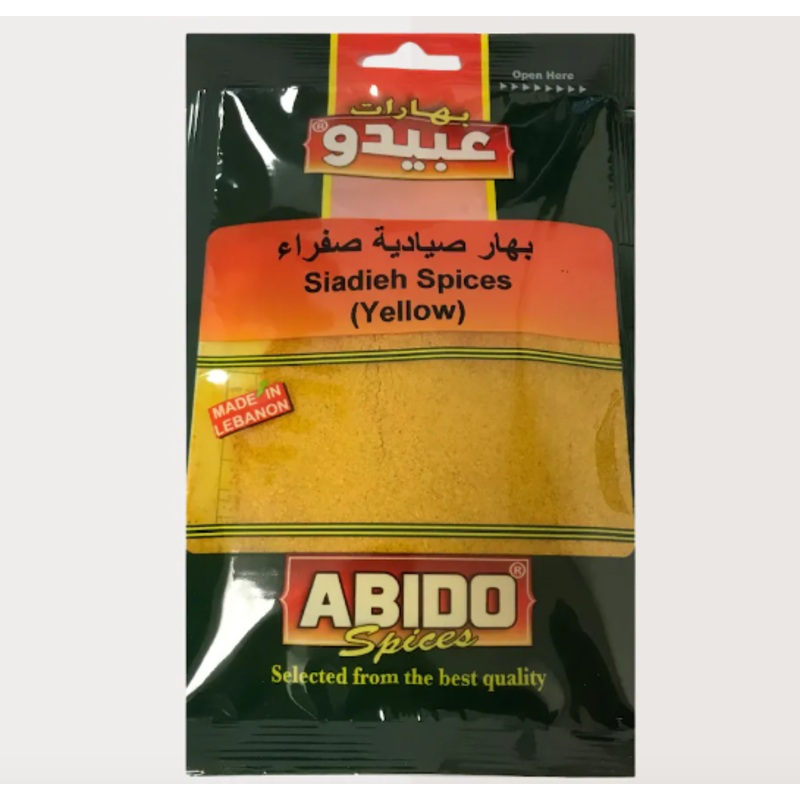 Open Here
بهارات
عبيدو®
بهار صيادية صفراء
Siadieh Spices
(Yellow)
MADE IN
LEBANON
ABIDO®
Spices
Selected from the best quality